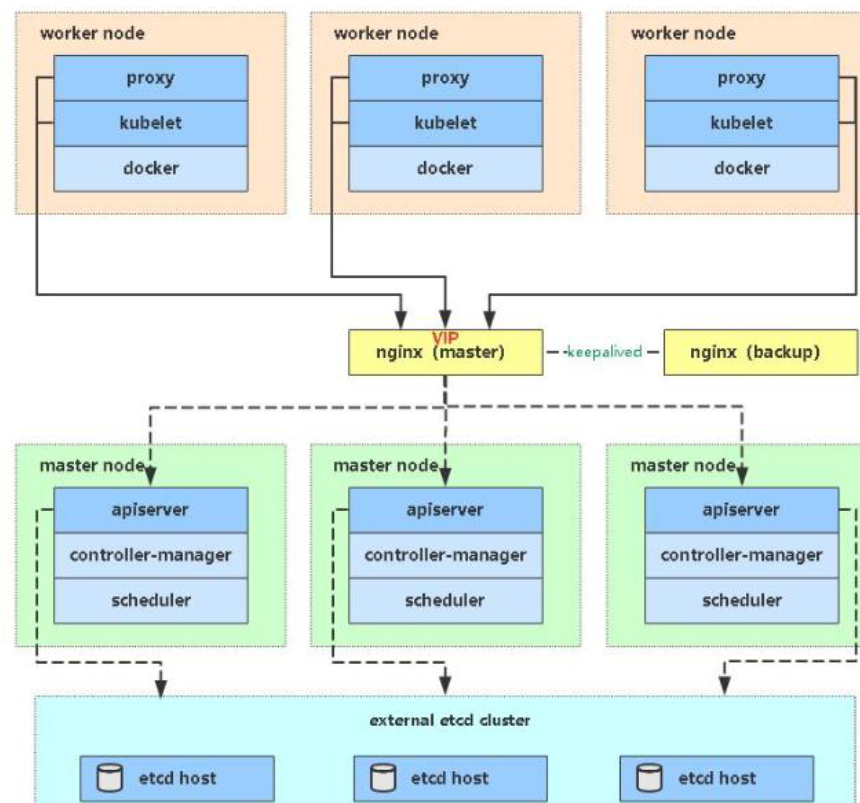 worker node
proxy
kubelet
docker
worker node
proxy
kubelet
docker
worker node
proxy
kubelet
docker
VIP
nginx (master)
keepalived
nginx (backup)
master node
apiserver
controller-manager
scheduler
master node
apiserver
controller-manager
scheduler
master node
apiserver
controller-manager
scheduler
external etcd cluster
etcd host
etcd host
etcd host